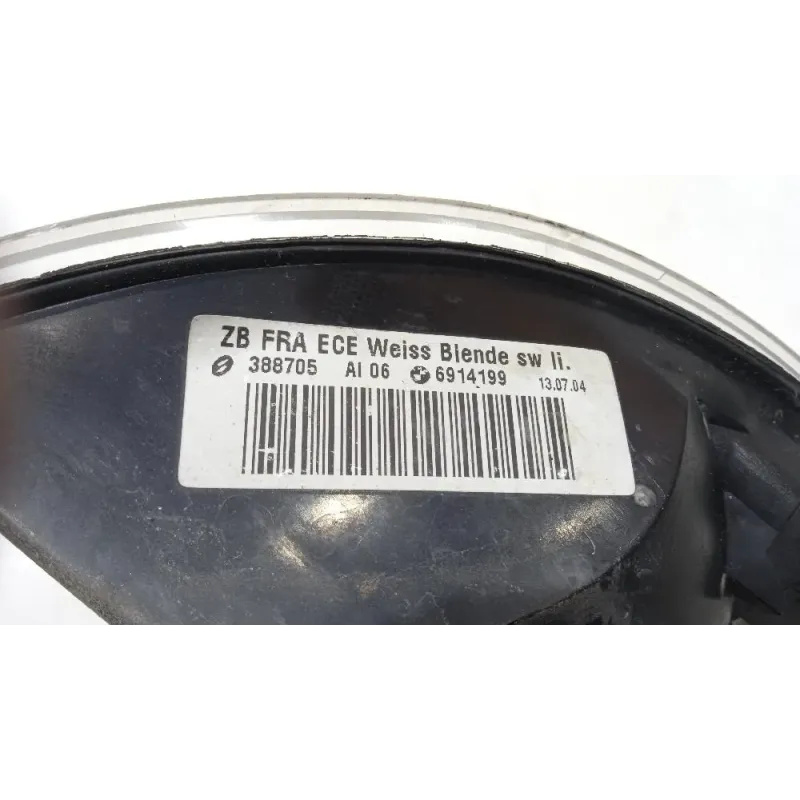 ZB FRA ECE Weiss Blende sw li.
388705 AI 06 6914199 13.07.04